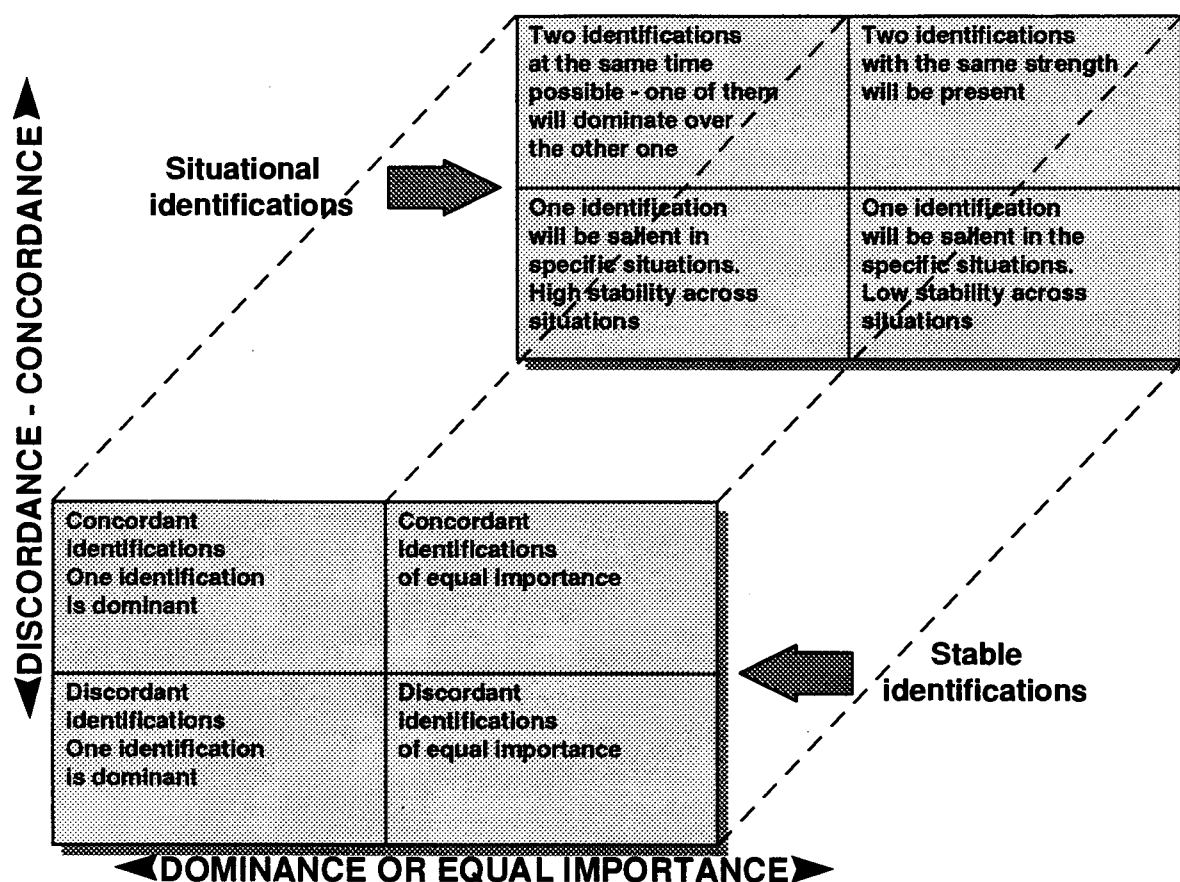 Two identifications
at the same time
possible - one of them
will dominate over
the other one
Two identifications
with the same strength
will be present
Situational
identifications
One identification
will be salient in
specific situations.
High stability across
situations
One identification
will be salient in the
specific situations.
Low stability across
situations
DISCORDANCE - CONCORDANCE
Concordant
identifications
One identification
is dominant
Concordant
identifications
of equal importance
Stable
identifications
Discordant
identifications
One identification
is dominant
Discordant
identifications
of equal importance
DOMINANCE OR EQUAL IMPORTANCE